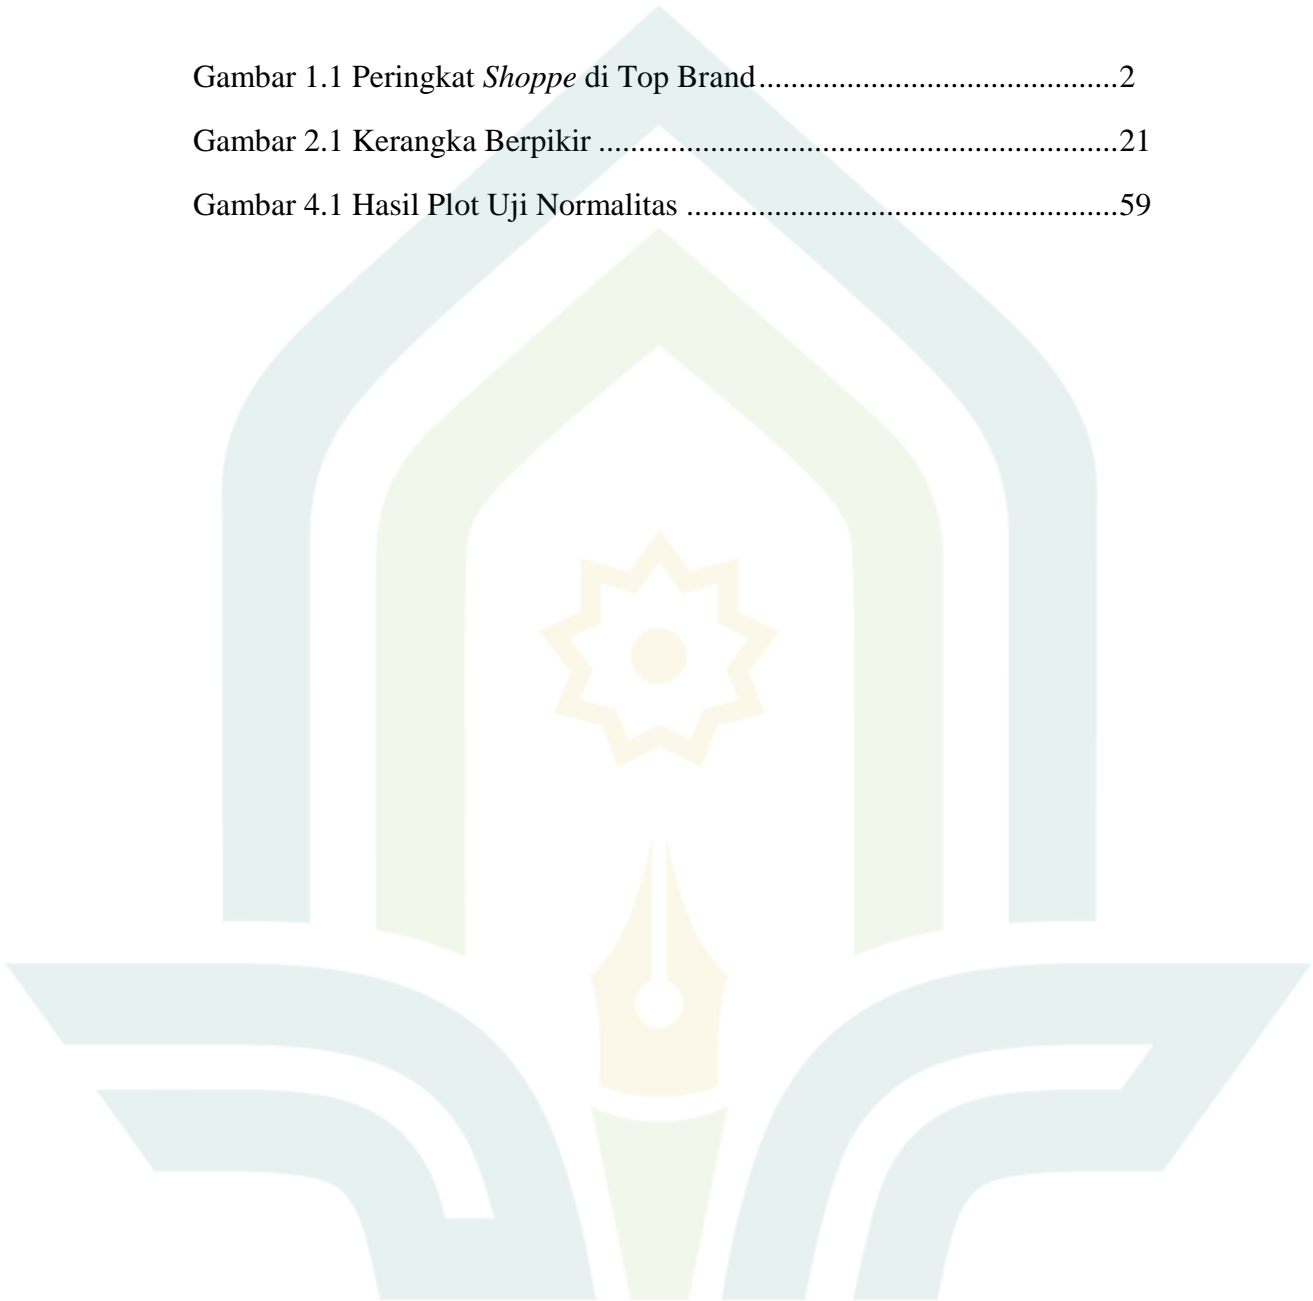 Gambar 1.1 Peringkat Shoppe di Top Brand.............................................2
Gambar 2.1 Kerangka Berpikir .................................................................21
Gambar 4.1 Hasil Plot Uji Normalitas ......................................................59